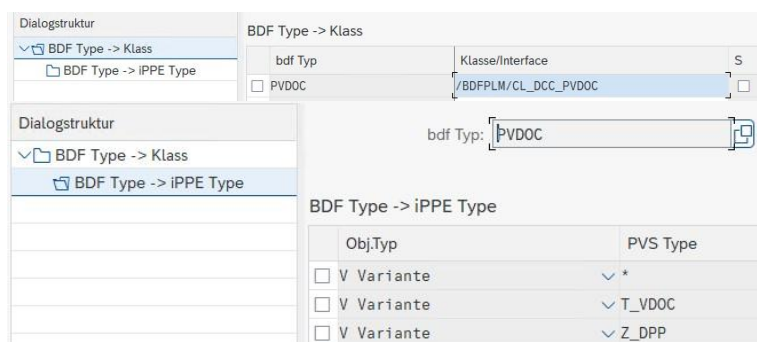 Dialogstruktur
BDF Type -> Klass
BDF Type -> iPPE Type
BDF Type -> Klass
bdf Typ Klasse/Interface S
PVDOC /BDFPLM/CL_DCC_PVDOC
Dialogstruktur
BDF Type -> Klass
BDF Type -> iPPE Type
bdf Typ: PVDOC
BDF Type -> iPPE Type
Obj.Typ PVS Type
V Variante *
V Variante T_VDOC
V Variante Z_DPP